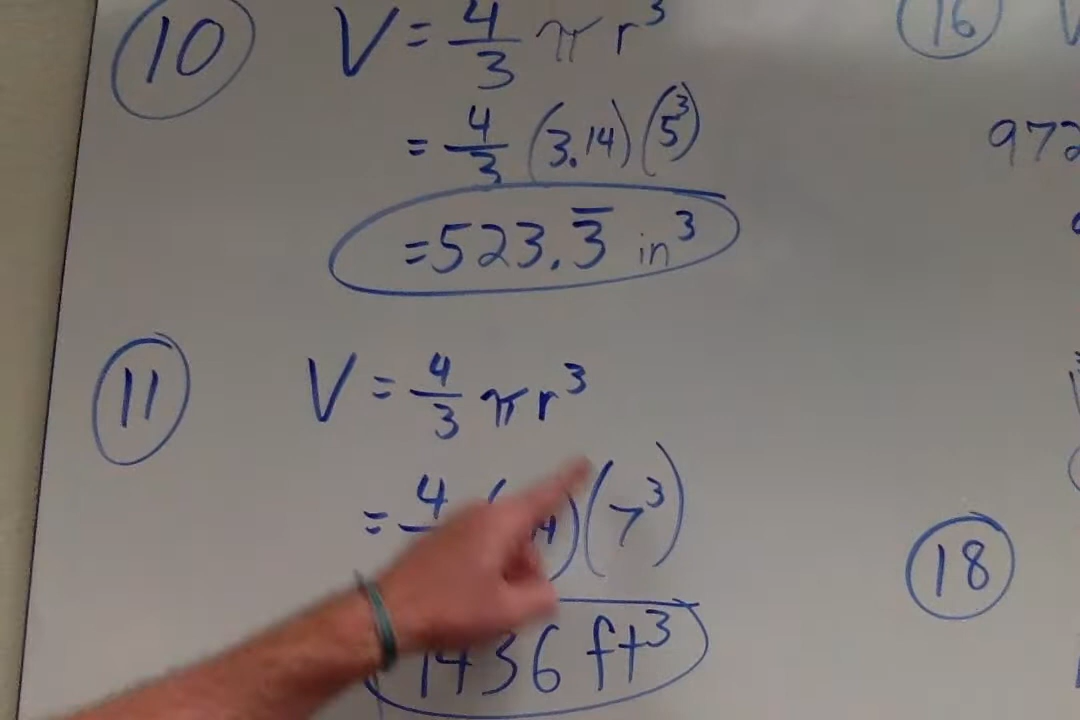 10 V = 4/3 π r³
= 4/3 (3.14)(5³)
= 523.3̅ in³
11 V = 4/3 π r³
= 4 (7³)
1436 ft³
16
972
18